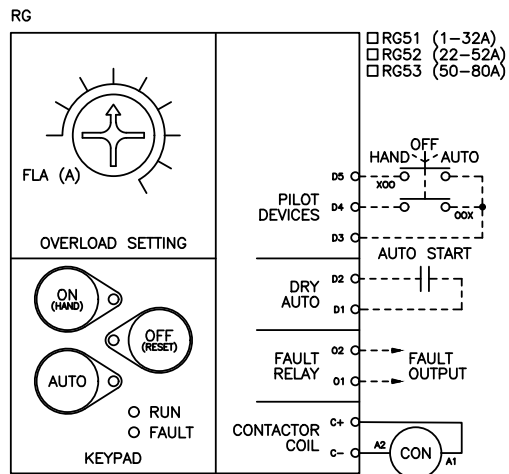 RG
□ RG51 (1-32A)
□ RG52 (22-52A)
□ RG53 (50-80A)
FLA (A)
OVERLOAD SETTING
ON
(HAND)
OFF
(RESET)
AUTO
RUN
FAULT
KEYPAD
PILOT
DEVICES
D5
D4
D3
OFF
HAND
AUTO
XOO
OOX
DRY
AUTO
D2
D1
AUTO START
FAULT
RELAY
O2
O1
FAULT
OUTPUT
CONTACTOR
COIL
C+
C-
A2
CON
A1